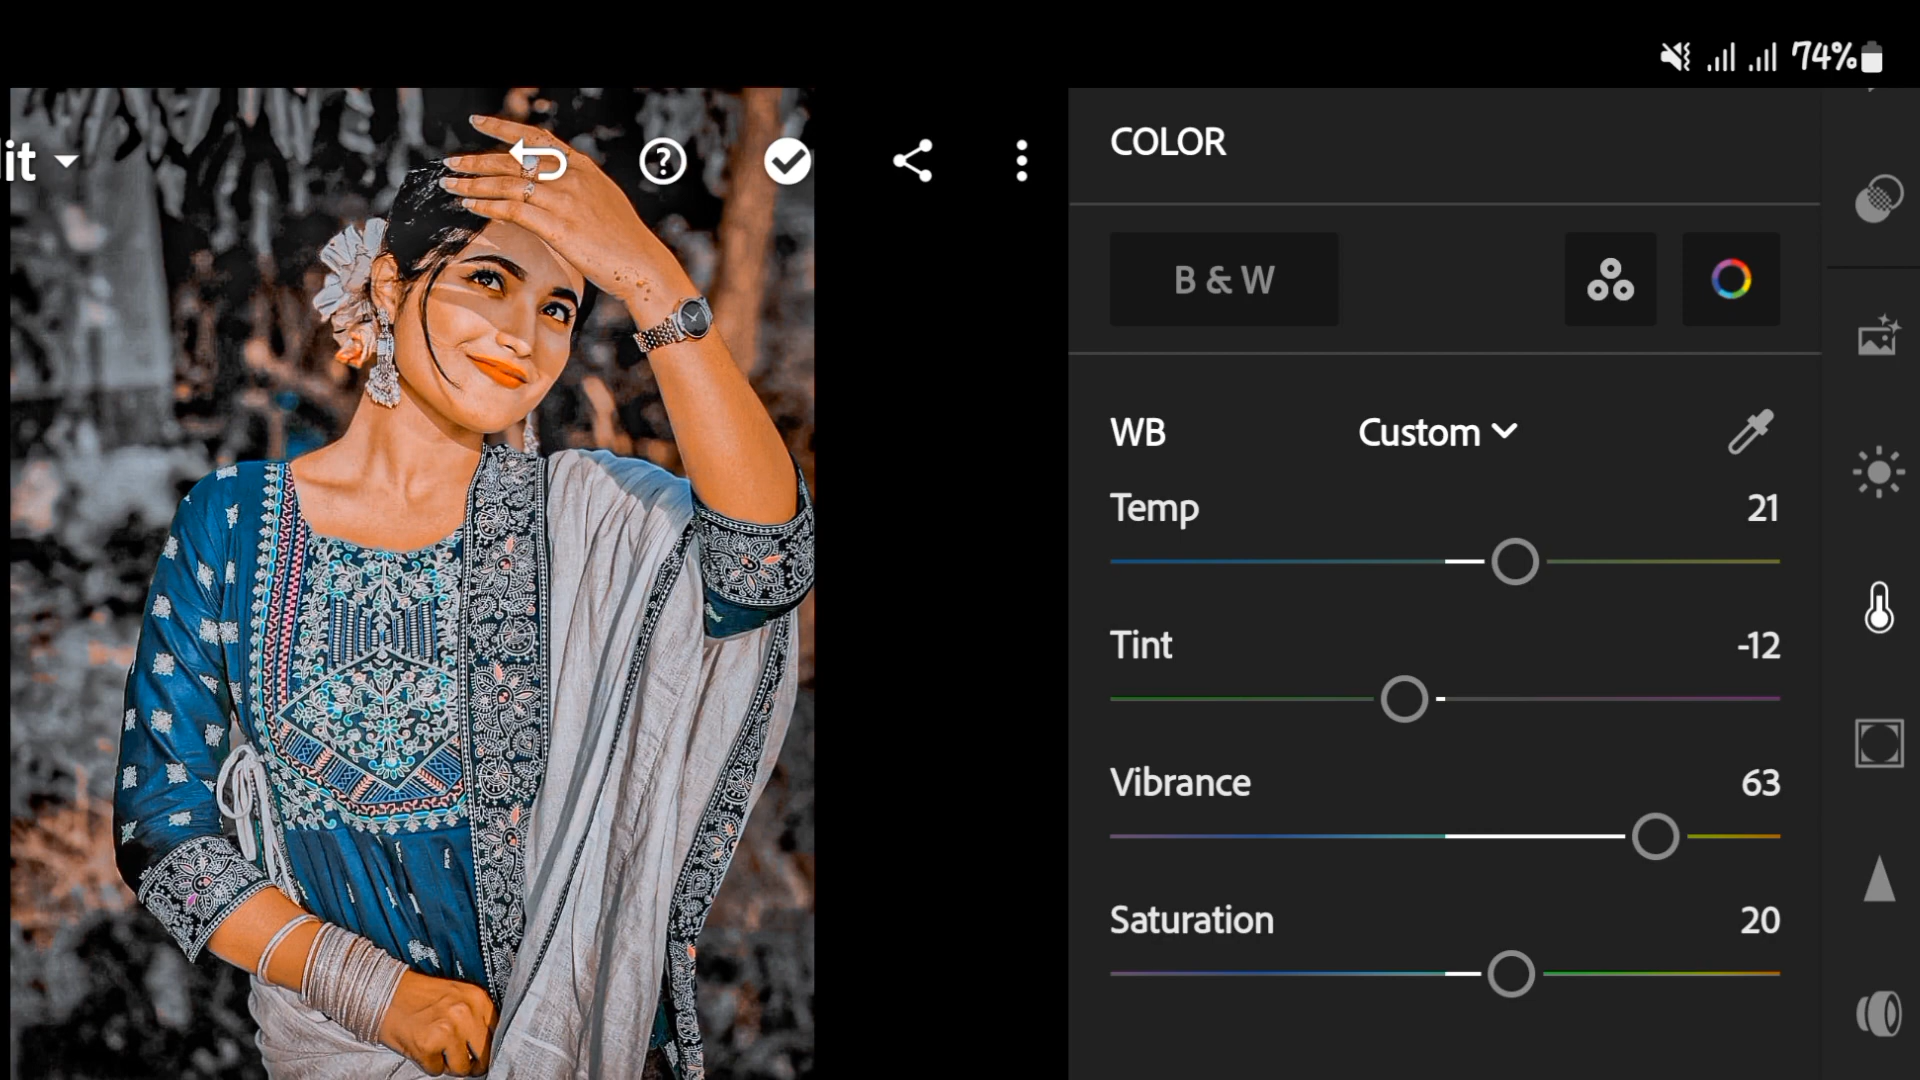 74%
it
COLOR
B & W
WB Custom
Temp 21
Tint -12
Vibrance 63
Saturation 20